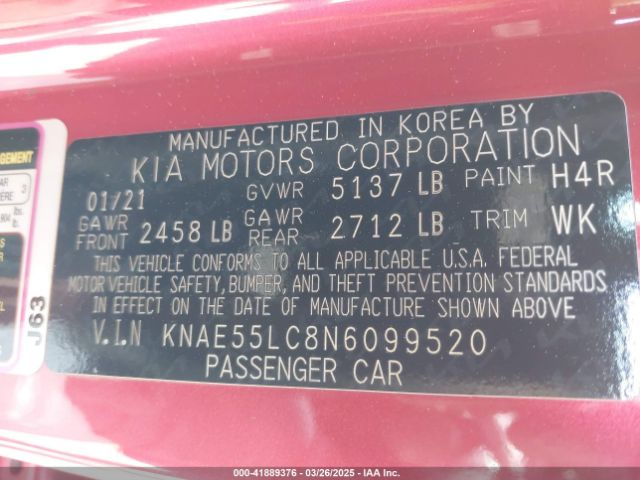 MANUFACTURED IN KOREA BY
KIA MOTORS CORPORATION
01/21 GVWR 5137 LB PAINT H4R
GAWR FRONT 2458 LB GAWR REAR 2712 LB TRIM WK
THIS VEHICLE CONFORMS TO ALL APPLICABLE U.S.A. FEDERAL
MOTOR VEHICLE SAFETY, BUMPER, AND THEFT PREVENTION STANDARDS
IN EFFECT ON THE DATE OF MANUFACTURE SHOWN ABOVE
V.I.N KNAE55LC8N6099520
PASSENGER CAR
J63
3
lbs.
000-41889376 | 03/26/2025 | IAA Inc.